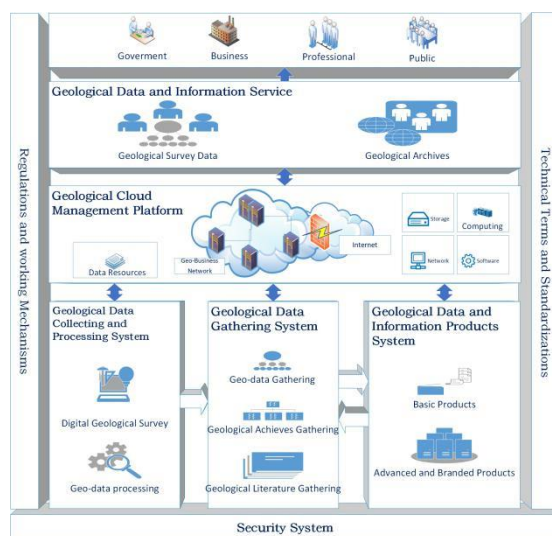 Goverment
Business
Professional
Public
Regulations and working Mechanisms
Technical Terms and Standardizations
Geological Data and Information Service
Geological Survey Data
Geological Archives
Geological Cloud
Management Platform
Data Resources
Geo-Business
Network
Internet
Storage
Computing
Network
Software
Geological Data
Collecting and
Processing System
Digital Geological Survey
Geo-data processing
Geological Data
Gathering System
Geo-data Gathering
Geological Achieves Gathering
Geological Literature Gathering
Geological Data and
Information Products
System
Basic Products
Advanced and Branded Products
Security System